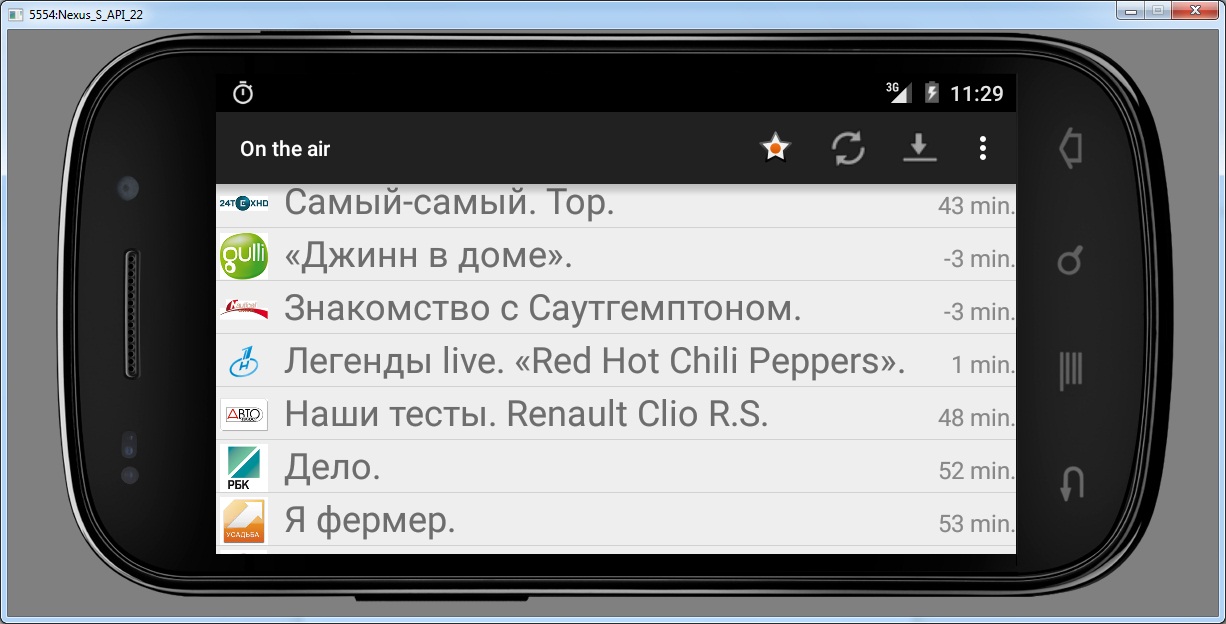 5554:Nexus_S_API_22
3G 11:29
On the air
24ТЕХHD Самый-самый. Top. 43 min.
gulli «Джинн в доме». -3 min.
Знакомство с Саутгемптоном. -3 min.
Легенды live. «Red Hot Chili Peppers». 1 min.
АВТО Наши тесты. Renault Clio R.S. 48 min.
РБК Дело. 52 min.
УСАДЬБА Я фермер. 53 min.